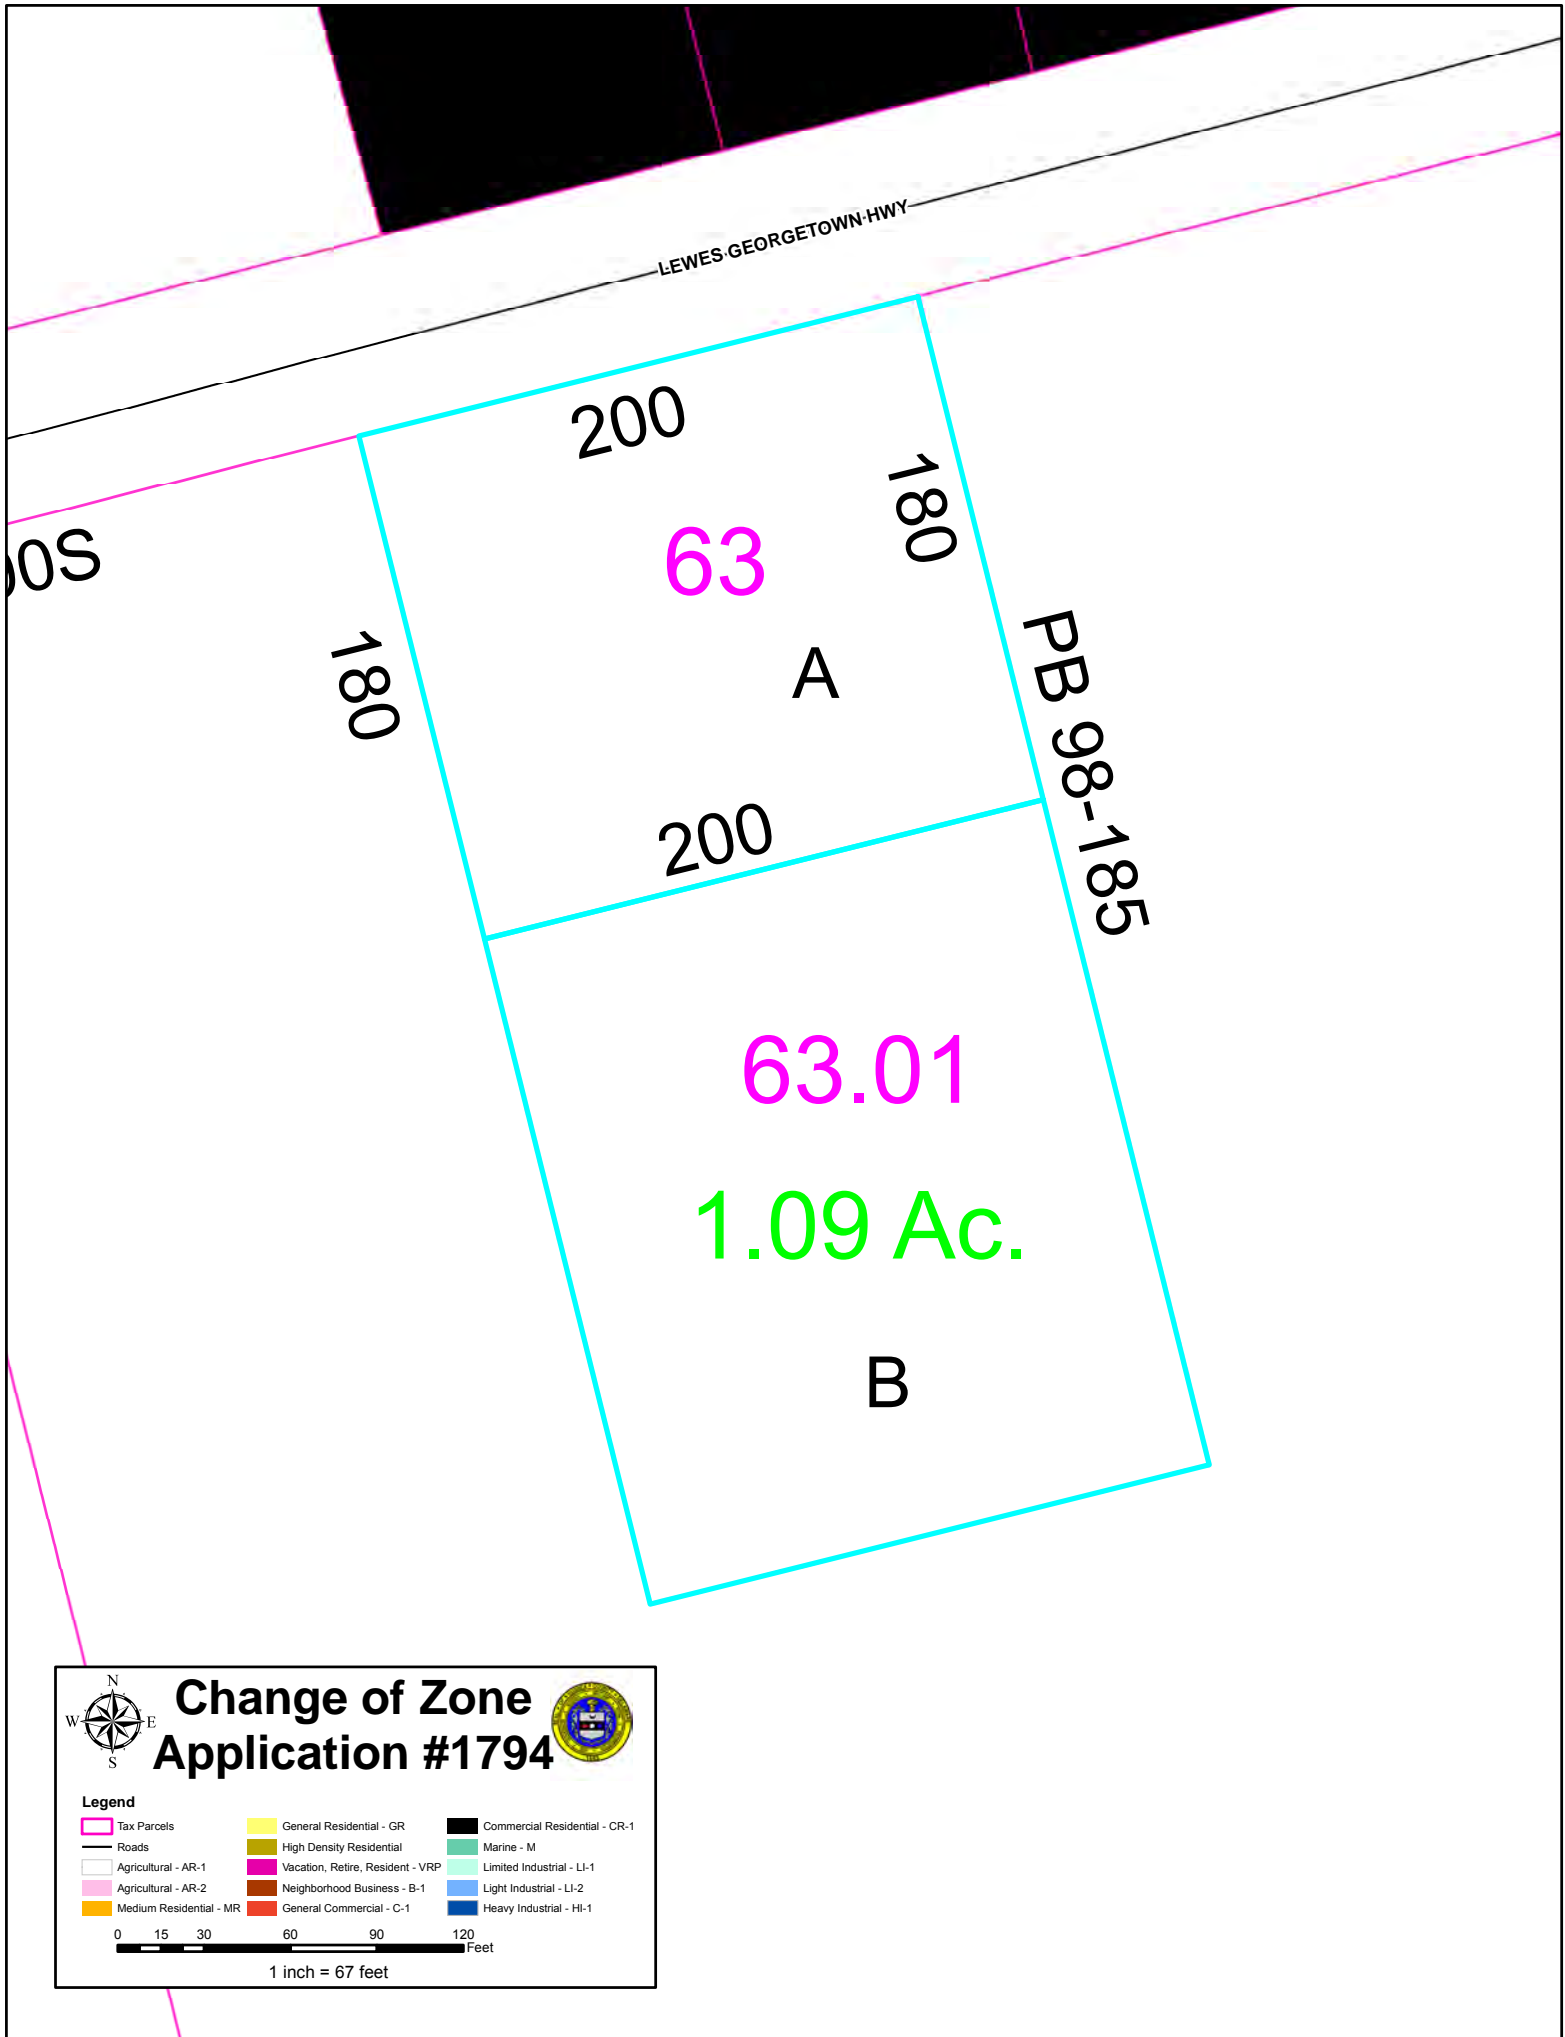 LEWES GEORGETOWN HWY
200
180
63
00S
180
A
PB 98-185
200
63.01
1.09 Ac.
B
N
W
E
S
Change of Zone
Application #1794
Legend
Tax Parcels
Roads
Agricultural - AR-1
Agricultural - AR-2
Medium Residential - MR
General Residential - GR
High Density Residential
Vacation, Retire, Resident - VRP
Neighborhood Business - B-1
General Commercial - C-1
Commercial Residential - CR-1
Marine - M
Limited Industrial - LI-1
Light Industrial - LI-2
Heavy Industrial - HI-1
0 15 30 60 90 120
Feet
1 inch = 67 feet